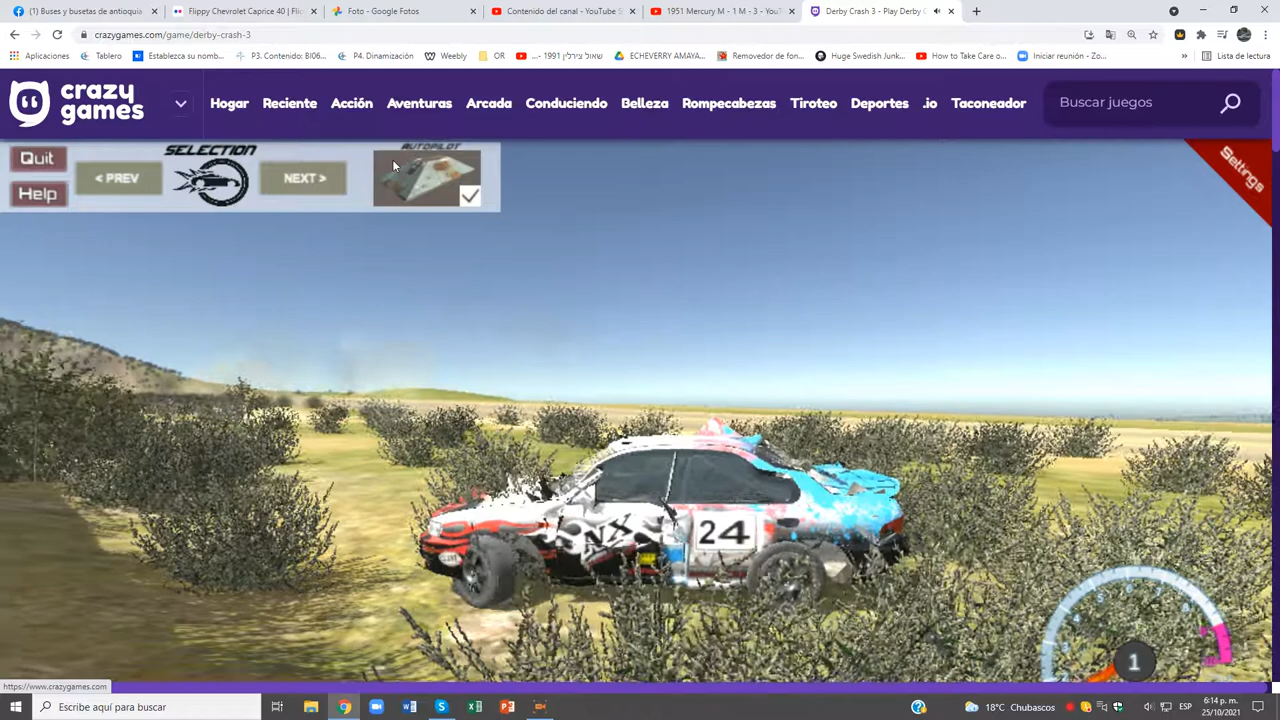 (1) Buses y busetas de antioquia
Flippy Chevrolet Caprice 40 | Flic
Foto - Google Fotos
Contenido del canal - YouTube S
1951 Mercury M - 1 M - 3 - You
Derby Crash 3 - Play Derby C
crazygames.com/game/derby-crash-3
Aplicaciones
Tablero
Establezca su nomb...
P3. Contenido: BI06...
P4. Dinamización
Weebly
OR
1991 - שאול צירלין...
ECHEVERRY AMAYA...
Removedor de fon...
Huge Swedish Junk...
How to Take Care o...
Iniciar reunión - Zo...
»
Lista de lectura
crazy games
Hogar
Reciente
Acción
Aventuras
Arcada
Conduciendo
Belleza
Rompecabezas
Tiroteo
Deportes
.io
Taconeador
Buscar juegos
Quit
Help
< PREV
SELECTION
NEXT >
AUTOPILOT
Settings
NX
24
1
https://www.crazygames.com
Escribe aquí para buscar
18°C Chubascos
ESP
6:14 p. m.
25/10/2021